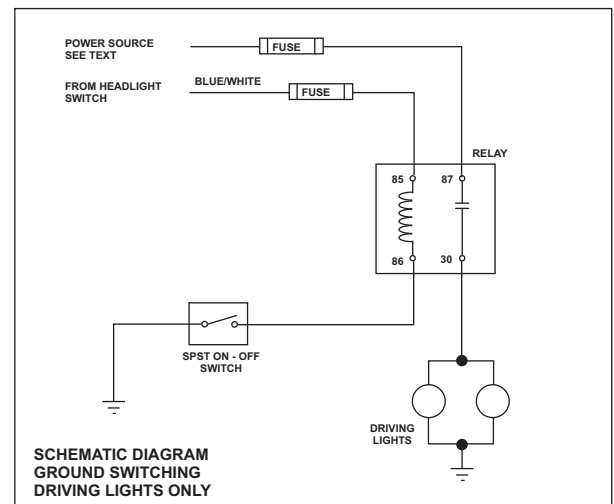 POWER SOURCE
SEE TEXT
FUSE
FROM HEADLIGHT
SWITCH
BLUE/WHITE
FUSE
RELAY
85
87
86
30
SPST ON - OFF
SWITCH
DRIVING
LIGHTS
SCHEMATIC DIAGRAM
GROUND SWITCHING
DRIVING LIGHTS ONLY